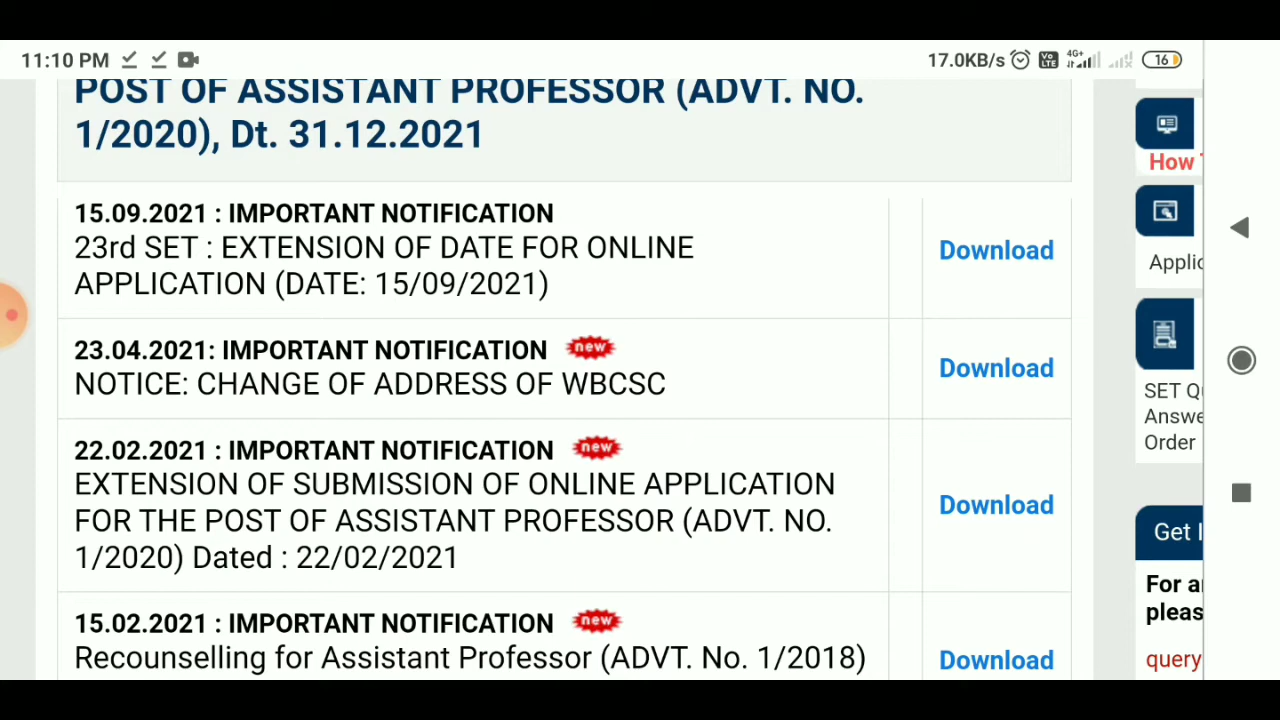 11:10 PM
17.0KB/s Vo LTE 4G+ 16
POST OF ASSISTANT PROFESSOR (ADVT. NO.
1/2020), Dt. 31.12.2021
15.09.2021 : IMPORTANT NOTIFICATION
23rd SET : EXTENSION OF DATE FOR ONLINE
APPLICATION (DATE: 15/09/2021)
Download
23.04.2021: IMPORTANT NOTIFICATION new
NOTICE: CHANGE OF ADDRESS OF WBCSC
Download
22.02.2021 : IMPORTANT NOTIFICATION new
EXTENSION OF SUBMISSION OF ONLINE APPLICATION
FOR THE POST OF ASSISTANT PROFESSOR (ADVT. NO.
1/2020) Dated : 22/02/2021
Download
15.02.2021 : IMPORTANT NOTIFICATION new
Recounselling for Assistant Professor (ADVT. No. 1/2018)
Download
How
Applic
SET Q
Answe
Order
Get
For a
pleas
query